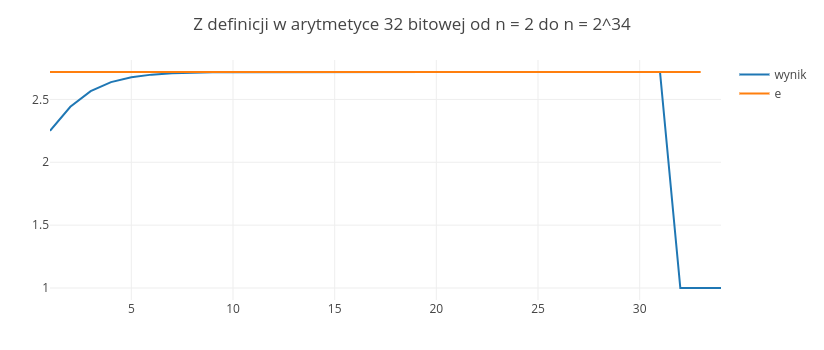 Z definicji w arytmetyce 32 bitowej od n = 2 do n = 2^34
wynik
e
2.5
2
1.5
1
5 10 15 20 25 30